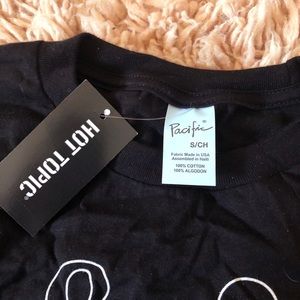 HOT TOPIC
Pacific
S/CH
Fabric Made in USA
Assembled in Haiti
100% COTTON
100% ALGODON